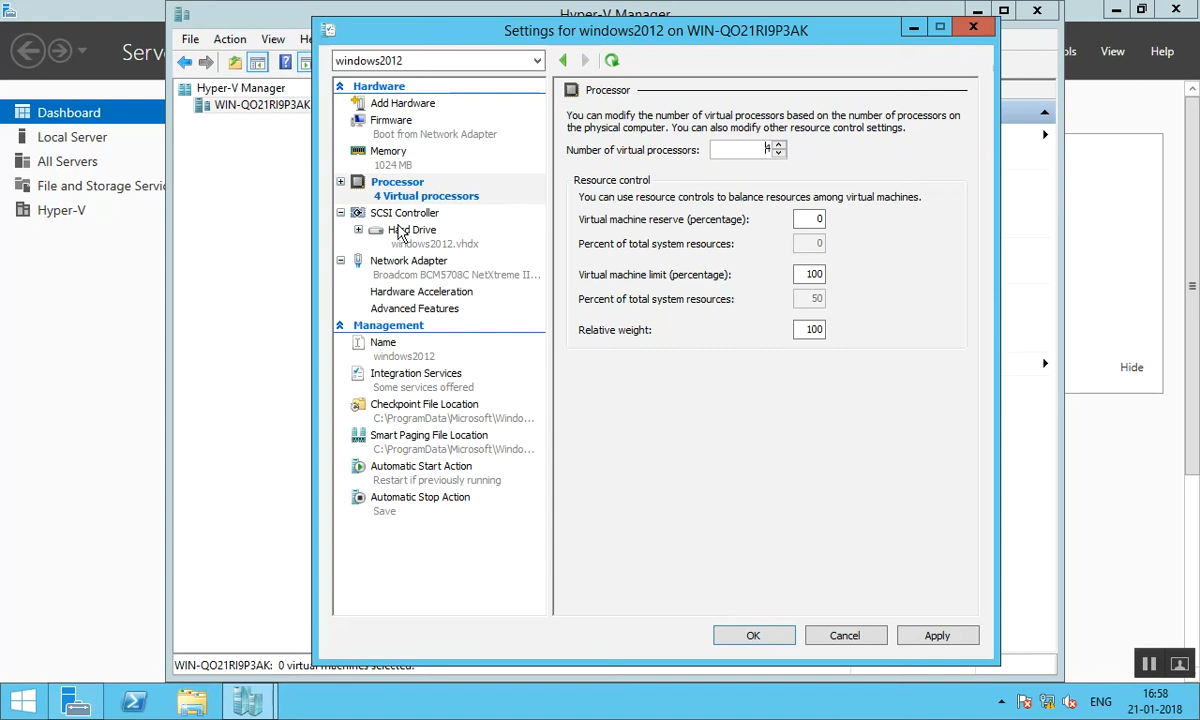 Hyper-V Manager
Settings for windows2012 on WIN-QO21RI9P3AK
Serv
View
Help
File
Action
View
He
windows2012
Dashboard
Local Server
All Servers
File and Storage Servic
Hyper-V
Hyper-V Manager
WIN-QO21RI9P3AK
Hardware
Add Hardware
Firmware
Boot from Network Adapter
Memory
1024 MB
Processor
4 Virtual processors
SCSI Controller
Hard Drive
windows2012.vhdx
Network Adapter
Broadcom BCM5708C NetXtreme II...
Hardware Acceleration
Advanced Features
Management
Name
windows2012
Integration Services
Some services offered
Checkpoint File Location
C:\ProgramData\Microsoft\Windo...
Smart Paging File Location
C:\ProgramData\Microsoft\Windo...
Automatic Start Action
Restart if previously running
Automatic Stop Action
Save
Processor
You can modify the number of virtual processors based on the number of processors on
the physical computer. You can also modify other resource control settings.
Number of virtual processors: 4
Resource control
You can use resource controls to balance resources among virtual machines.
Virtual machine reserve (percentage): 0
Percent of total system resources: 0
Virtual machine limit (percentage): 100
Percent of total system resources: 50
Relative weight: 100
Hide
OK
Cancel
Apply
WIN-QO21RI9P3AK: 0 virtual machines selected.
ENG
16:58
21-01-2018